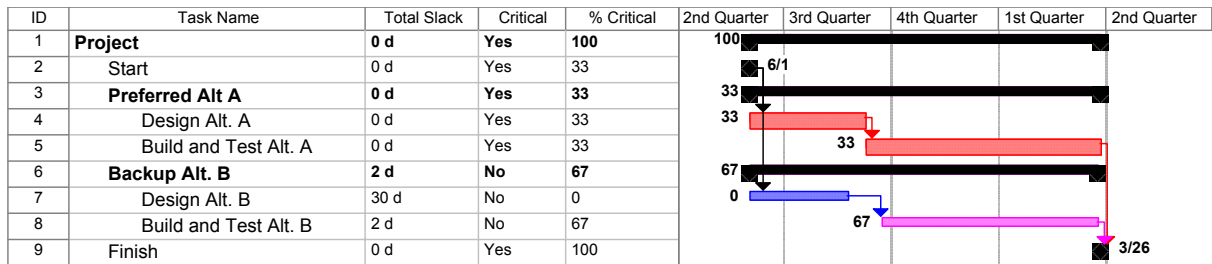 ID Task Name Total Slack Critical % Critical 2nd Quarter 3rd Quarter 4th Quarter 1st Quarter 2nd Quarter
1 Project 0 d Yes 100 100
2 Start 0 d Yes 33 6/1
3 Preferred Alt A 0 d Yes 33 33
4 Design Alt. A 0 d Yes 33 33
5 Build and Test Alt. A 0 d Yes 33 33
6 Backup Alt. B 2 d No 67 67
7 Design Alt. B 30 d No 0 0
8 Build and Test Alt. B 2 d No 67 67
9 Finish 0 d Yes 100 3/26